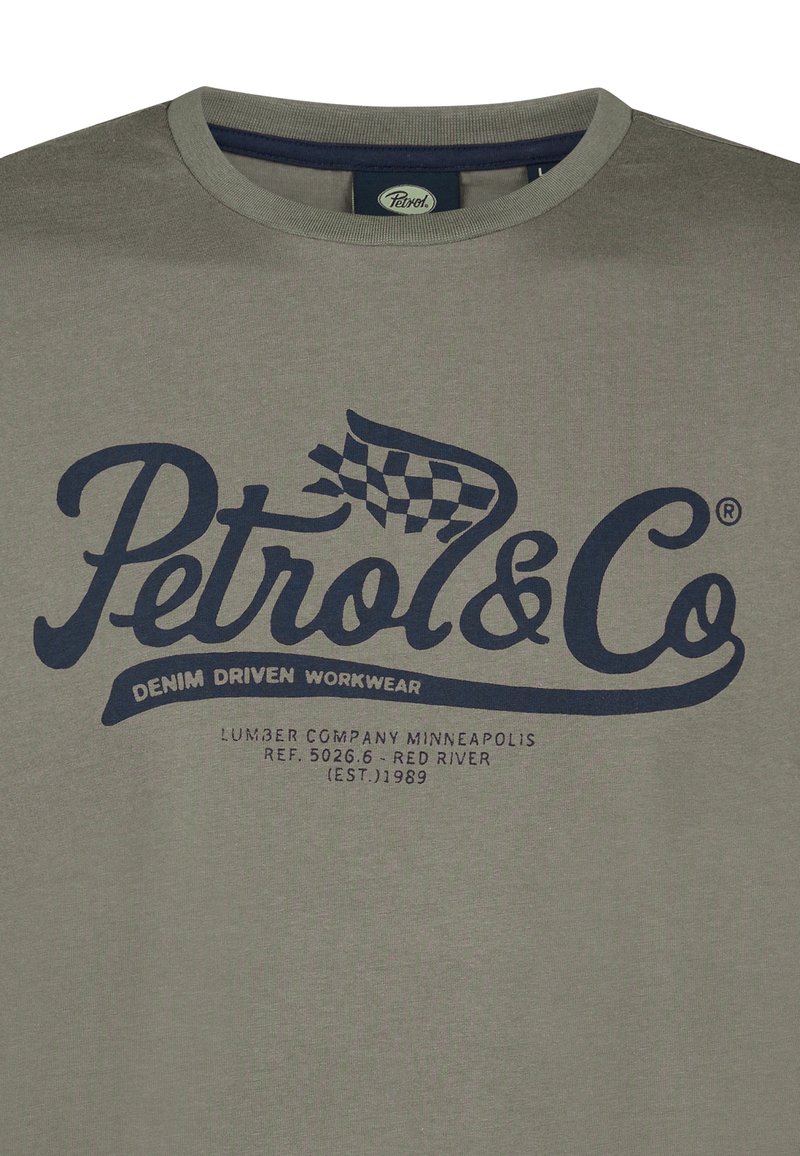 Petrol®
L
Petrol&Co®
DENIM DRIVEN WORKWEAR
LUMBER COMPANY MINNEAPOLIS
REF. 5026.6 - RED RIVER
(EST.)1989